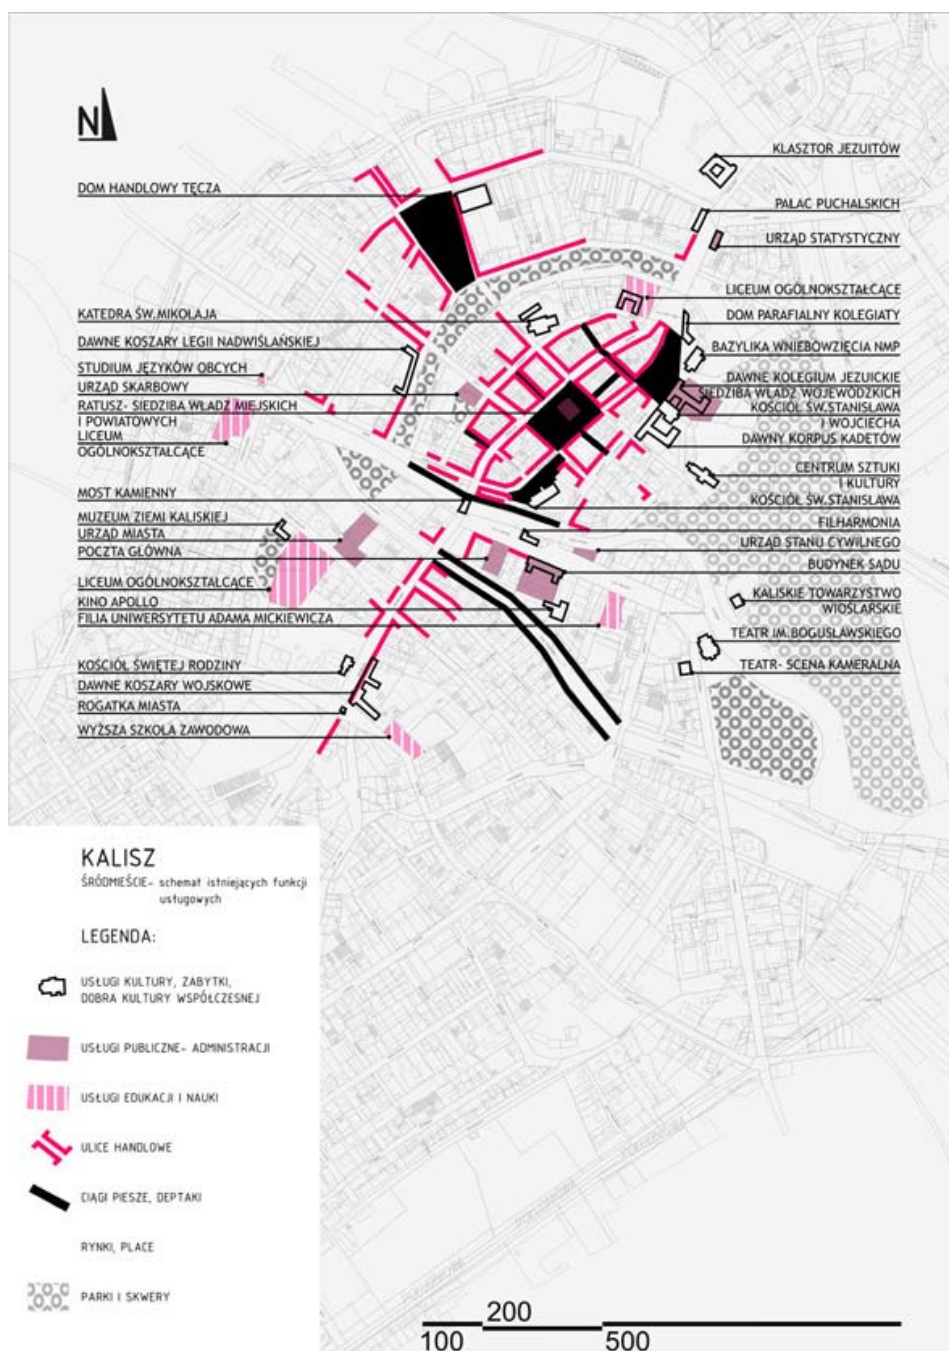 N
KLASZTOR JEZUITÓW
DOM HANDLOWY TĘCZA
PAŁAC PUCHALSKICH
URZĄD STATYSTYCZNY
LICEUM OGÓLNOKSZTAŁCĄCE
DOM PARAFIALNY KOLEGIATY
BAZYLIKA WNIEBOWZIĘCIA NMP
DAWNE KOLEGIUM JEZUICKIE
SIEDZIBA WŁADZ WOJEWÓDZKICH
KOŚCIÓŁ ŚW.STANISŁAWA
I WOJCIECHA
DAWNY KORPUS KADETÓW
CENTRUM SZTUKI
I KULTURY
KOŚCIÓŁ ŚW.STANISŁAWA
FILHARMONIA
URZĄD STANU CYWILNEGO
BUDYNEK SĄDU
KALISKIE TOWARZYSTWO
WIOŚLARSKIE
TEATR IM.BOGUSŁAWSKIEGO
TEATR- SCENA KAMERALNA
KATEDRA ŚW.MIKOŁAJA
DAWNE KOSZARY LEGII NADWIŚLAŃSKIEJ
STUDIUM JĘZYKÓW OBCYCH
URZĄD SKARBOWY
RATUSZ- SIEDZIBA WŁADZ MIEJSKICH
I POWIATOWYCH
LICEUM
OGÓLNOKSZTAŁCĄCE
MOST KAMIENNY
MUZEUM ZIEMI KALISKIEJ
URZĄD MIASTA
POCZTA GŁÓWNA
LICEUM OGÓLNOKSZTAŁCĄCE
KINO APOLLO
FILIA UNIWERSYTETU ADAMA MICKIEWICZA
KOŚCIÓŁ ŚWIĘTEJ RODZINY
DAWNE KOSZARY WOJSKOWE
ROGATKA MIASTA
WYŻSZA SZKOŁA ZAWODOWA
KALISZ
ŚRÓDMIEŚCIE- schemat istniejących funkcji
usługowych
LEGENDA:
USŁUGI KULTURY, ZABYTKI,
DOBRA KULTURY WSPÓŁCZESNEJ
USŁUGI PUBLICZNE- ADMINISTRACJI
USŁUGI EDUKACJI I NAUKI
ULICE HANDLOWE
CIĄGI PIESZE, DEPTAKI
RYNKI, PLACE
PARKI I SKWERY
200
100 500